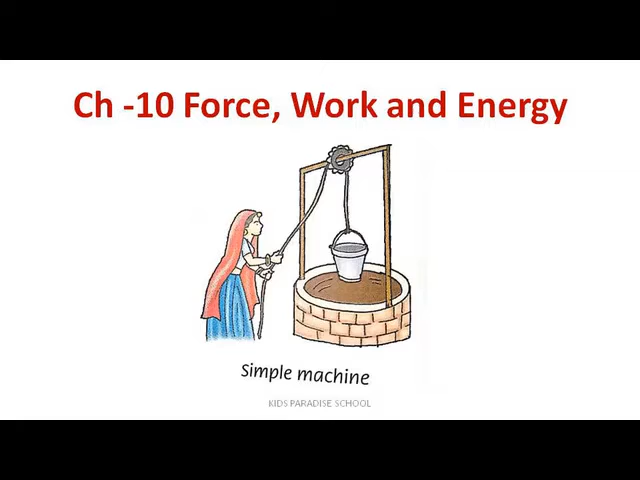 Ch -10 Force, Work and Energy
Simple machine
KIDS PARADISE SCHOOL